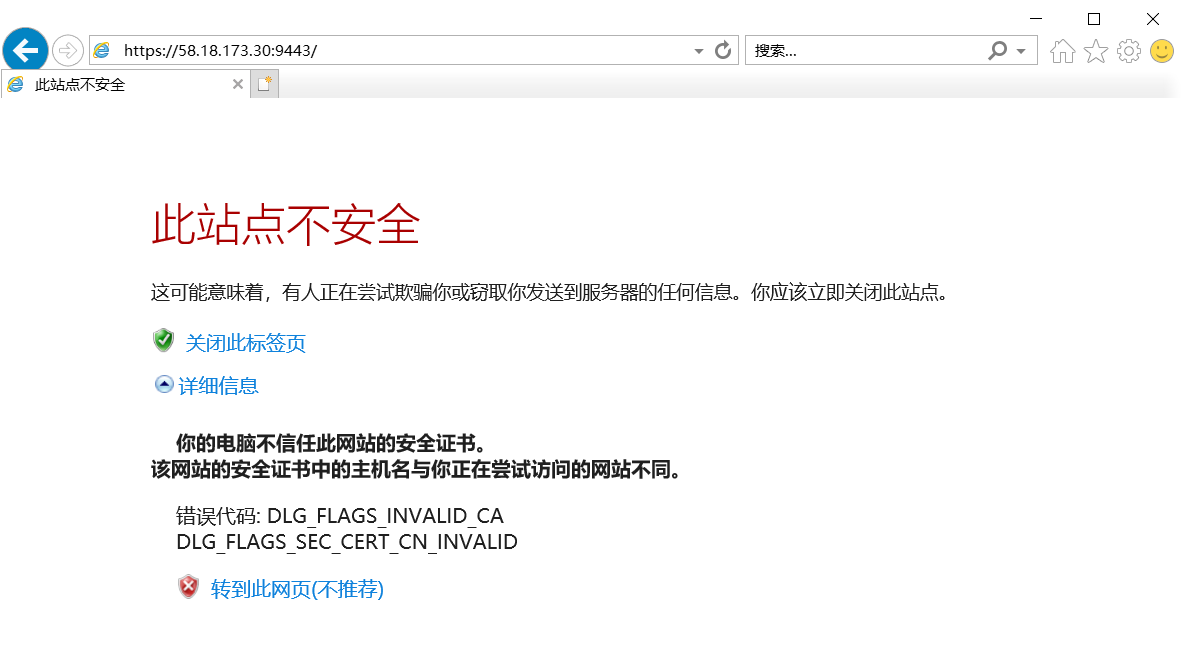 https://58.18.173.30:9443/
搜索...
此站点不安全
此站点不安全
这可能意味着，有人正在尝试欺骗你或窃取你发送到服务器的任何信息。你应该立即关闭此站点。
关闭此标签页
详细信息
你的电脑不信任此网站的安全证书。
该网站的安全证书中的主机名与你正在尝试访问的网站不同。
错误代码: DLG_FLAGS_INVALID_CA
DLG_FLAGS_SEC_CERT_CN_INVALID
转到此网页(不推荐)